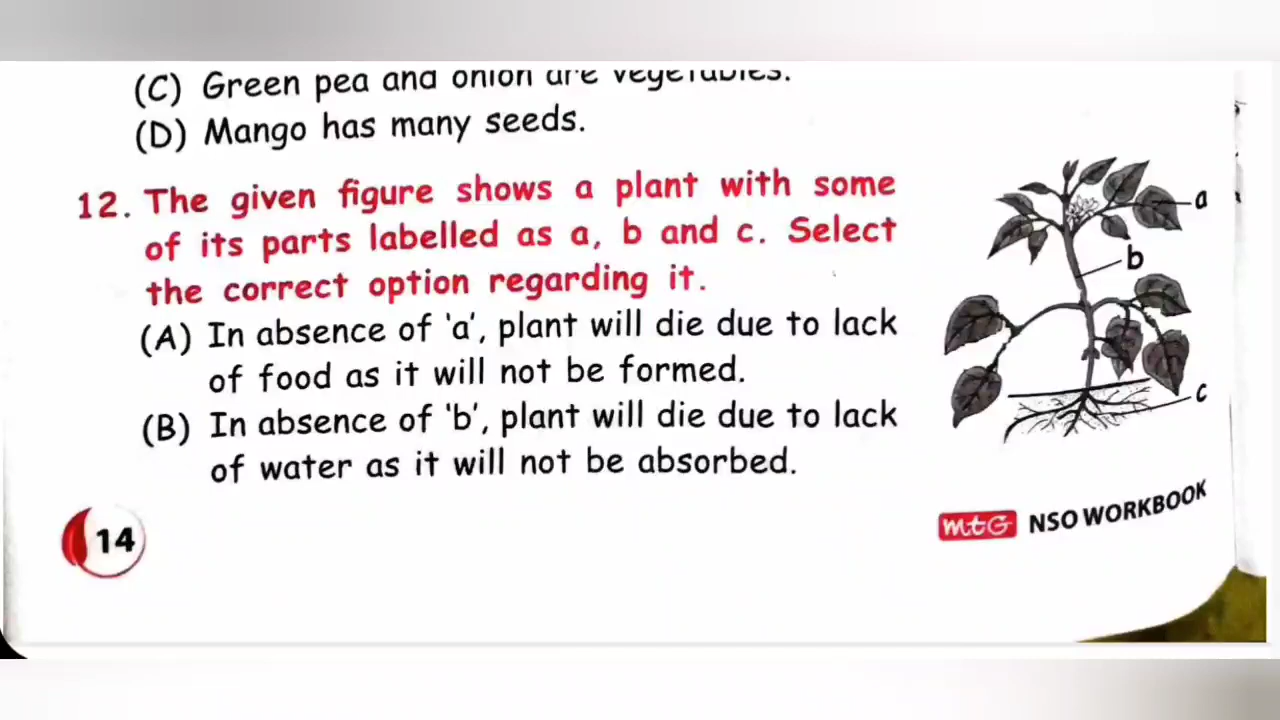 (C) Green pea and onion are vegetables.
(D) Mango has many seeds.
12. The given figure shows a plant with some
of its parts labelled as a, b and c. Select
the correct option regarding it.
(A) In absence of 'a', plant will die due to lack
of food as it will not be formed.
(B) In absence of 'b', plant will die due to lack
of water as it will not be absorbed.
a
b
c
14
mtG NSO WORKBOOK